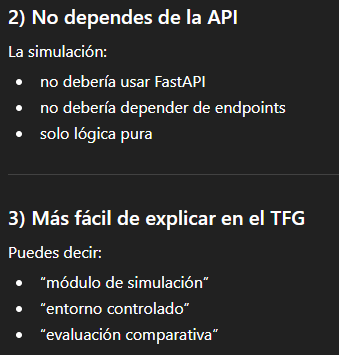 2) No dependes de la API
La simulación:
• no debería usar FastAPI
• no debería depender de endpoints
• solo lógica pura
3) Más fácil de explicar en el TFG
Puedes decir:
• “módulo de simulación”
• “entorno controlado”
• “evaluación comparativa”